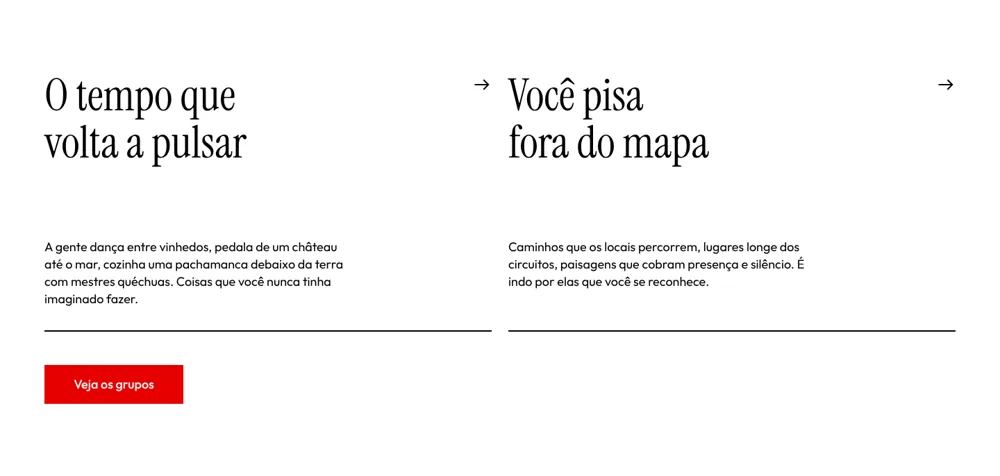 O tempo que
volta a pulsar
A gente dança entre vinhedos, pedala de um château
até o mar, cozinha uma pachamanca debaixo da terra
com mestres quéchuas. Coisas que você nunca tinha
imaginado fazer.
Você pisa
fora do mapa
Caminhos que os locais percorrem, lugares longe dos
circuitos, paisagens que cobram presença e silêncio. É
indo por elas que você se reconhece.
Veja os grupos